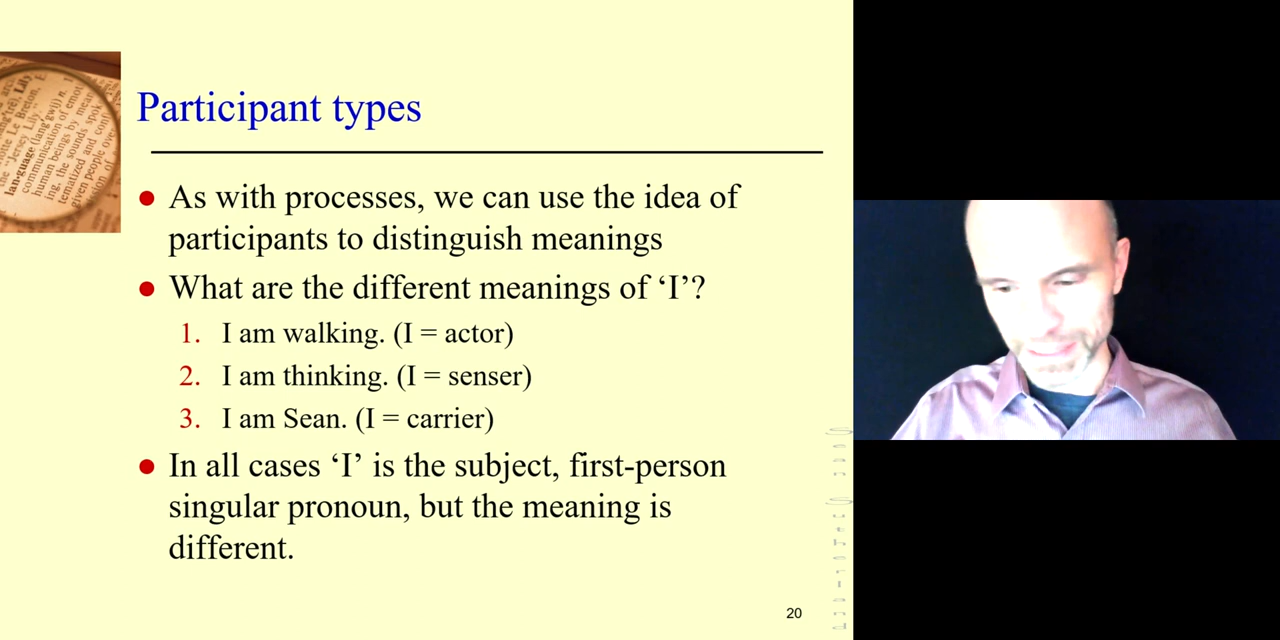 Participant types
● As with processes, we can use the idea of
participants to distinguish meanings
● What are the different meanings of ‘I’?
1. I am walking. (I = actor)
2. I am thinking. (I = senser)
3. I am Sean. (I = carrier)
● In all cases ‘I’ is the subject, first-person
singular pronoun, but the meaning is
different.
20